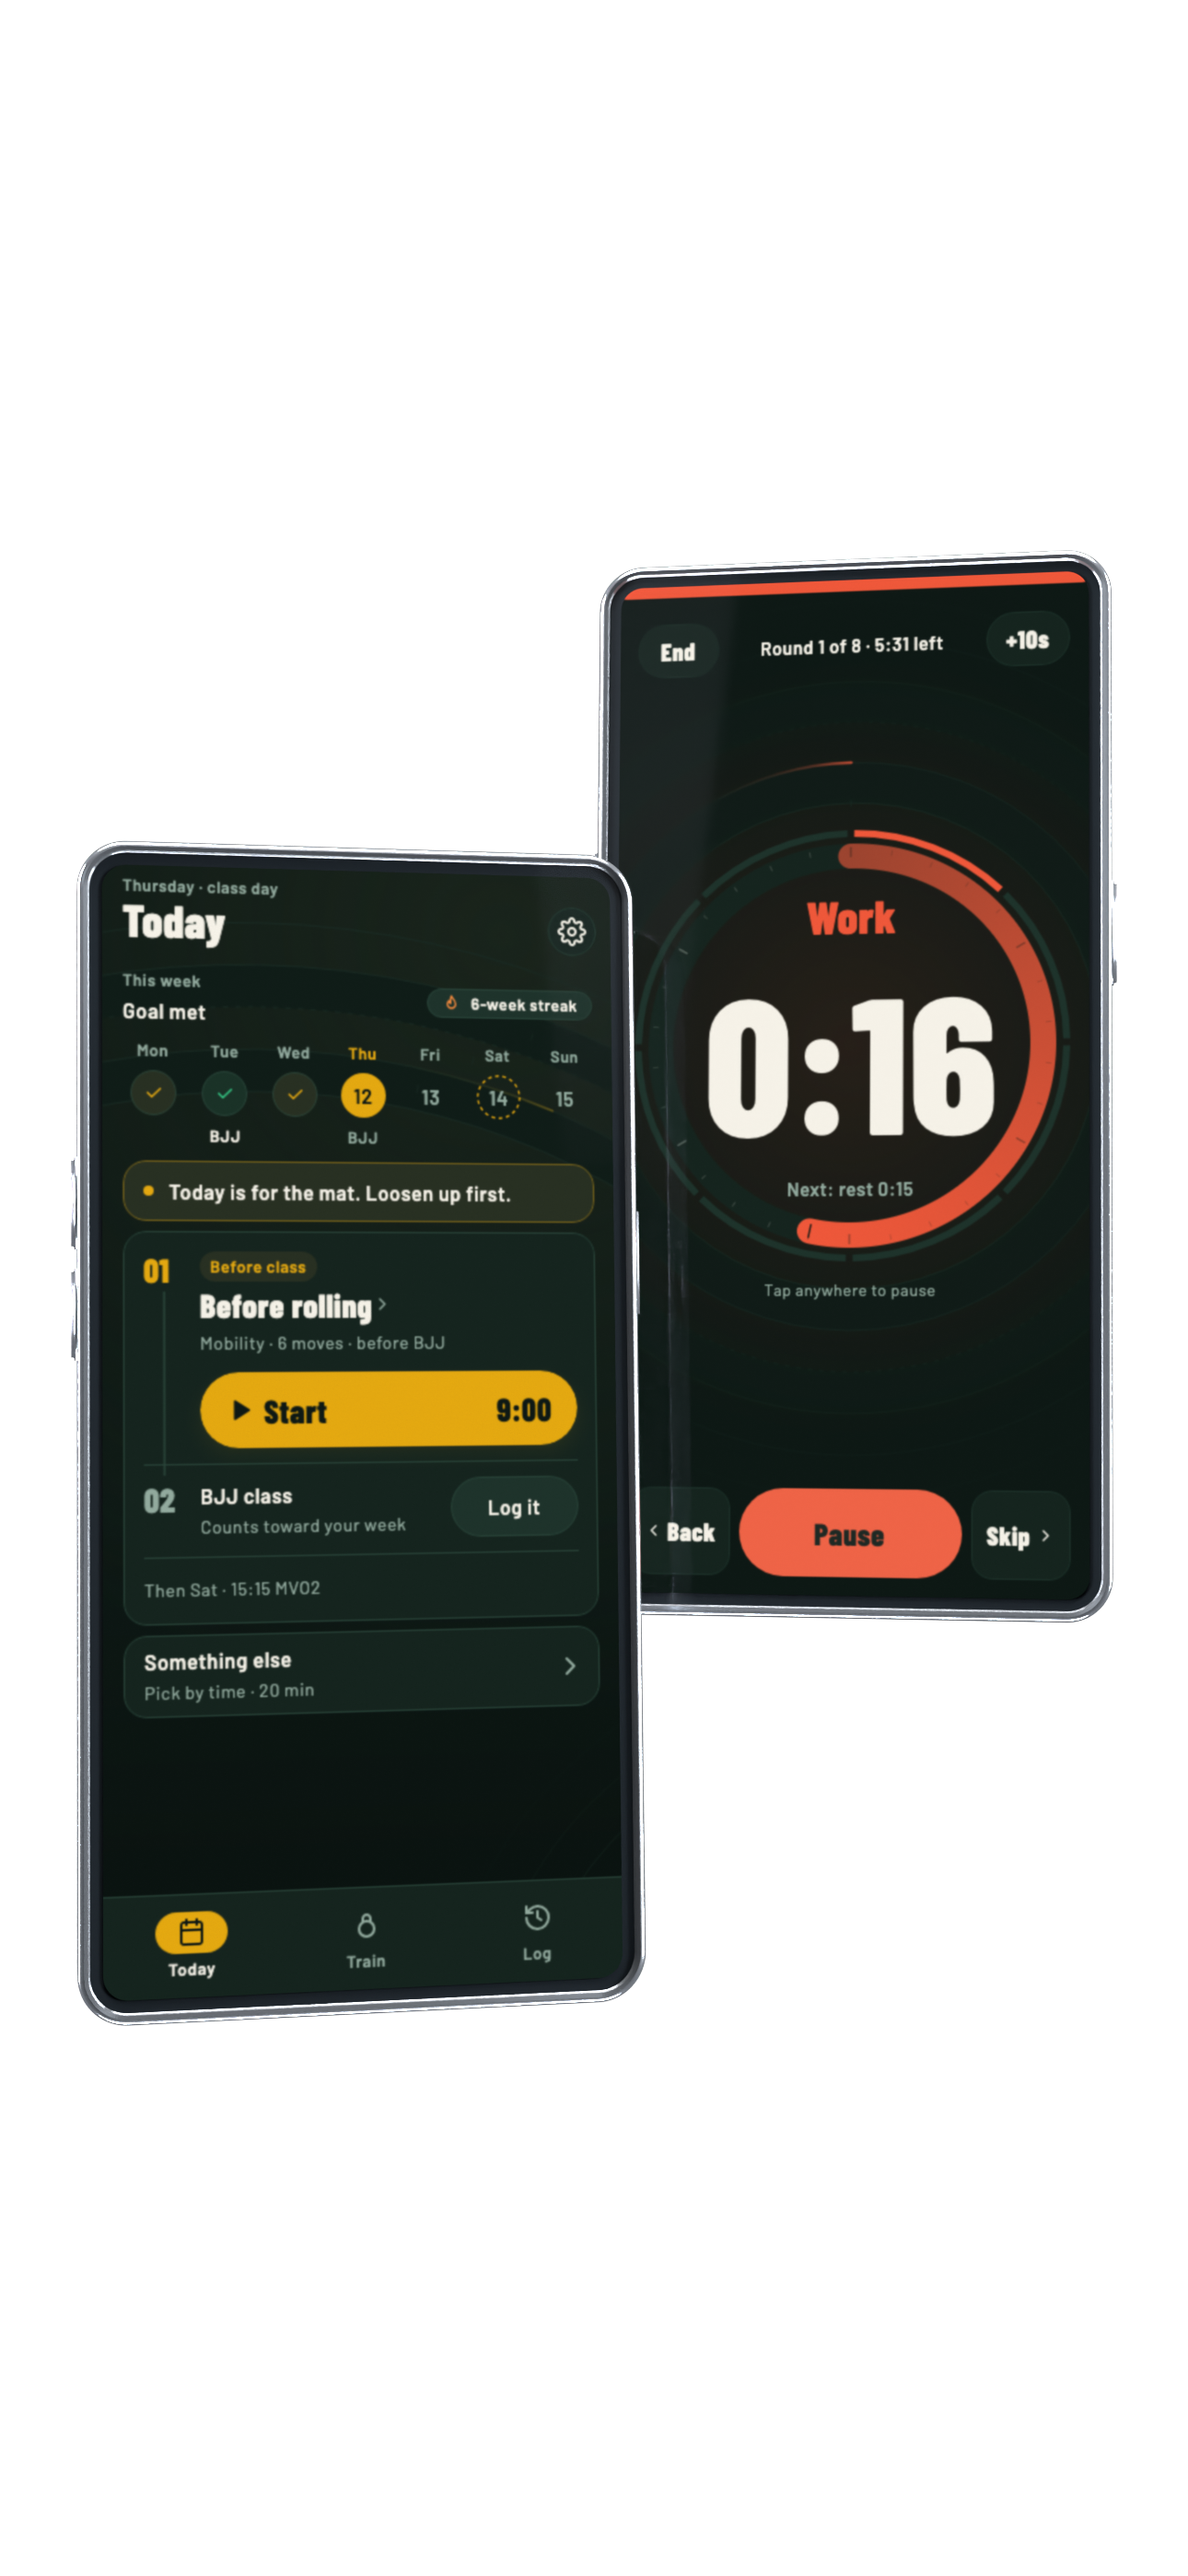 Thursday · class day
Today
This week
Goal met
6-week streak
Mon Tue Wed Thu Fri Sat Sun
12 13 14 15
BJJ BJJ
Today is for the mat. Loosen up first.
01
Before class
Before rolling
Mobility · 6 moves · before BJJ
Start 9:00
02
BJJ class
Counts toward your week
Log it
Then Sat · 15:15 MVO2
Something else
Pick by time · 20 min
Today
Train
Log
End
Round 1 of 8 · 5:31 left
+10s
Work
0:16
Next: rest 0:15
Tap anywhere to pause
Back
Pause
Skip